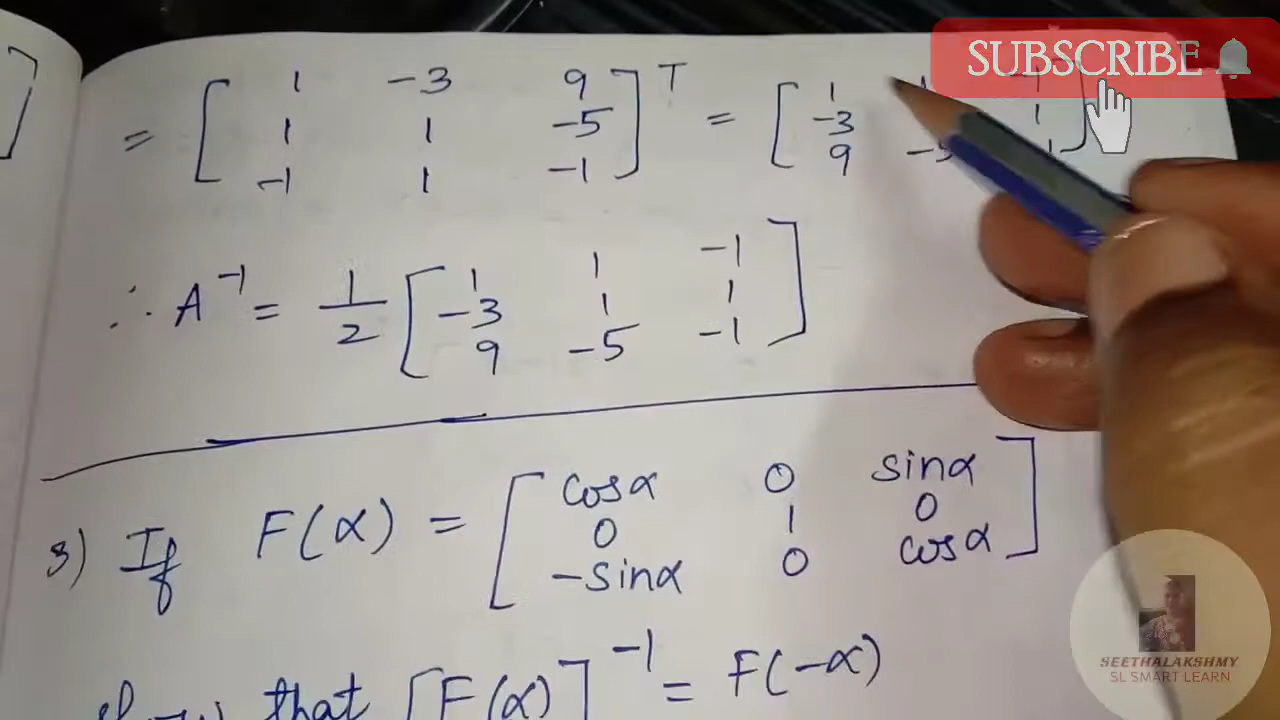 SUBSCRIBE
= [ 1 -3 9 ]T = [ 1
1 1 -5 -3 1
-1 1 -1 9 -5
∴ A^-1 = 1/2 [ 1 1 -1
-3 1 1
9 -5 -1 ]
3) If F(α) = [ cosα 0 sinα
0 1 0
-sinα 0 cosα ]
that [F(α)]^-1 = F(-α)
SEETHALAKSHMY
SL SMART LEARN